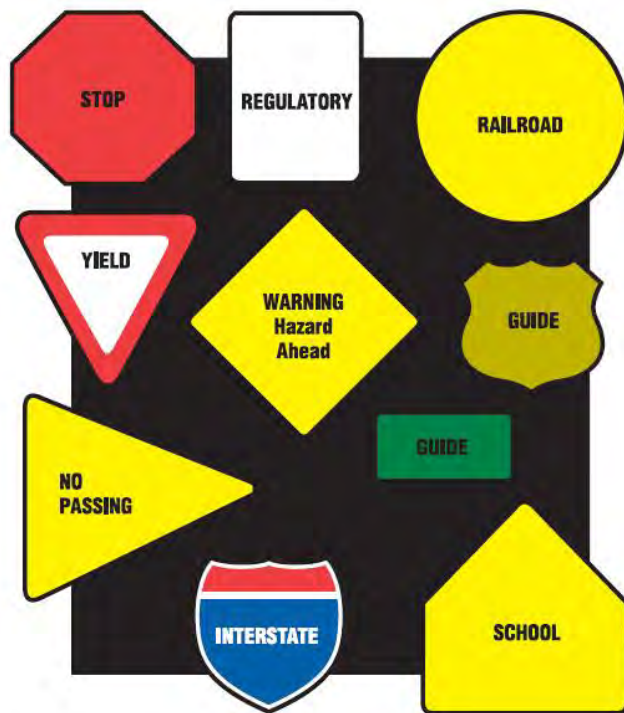 STOP
REGULATORY
RAILROAD
YIELD
WARNING
Hazard
Ahead
GUIDE
NO
PASSING
GUIDE
INTERSTATE
SCHOOL